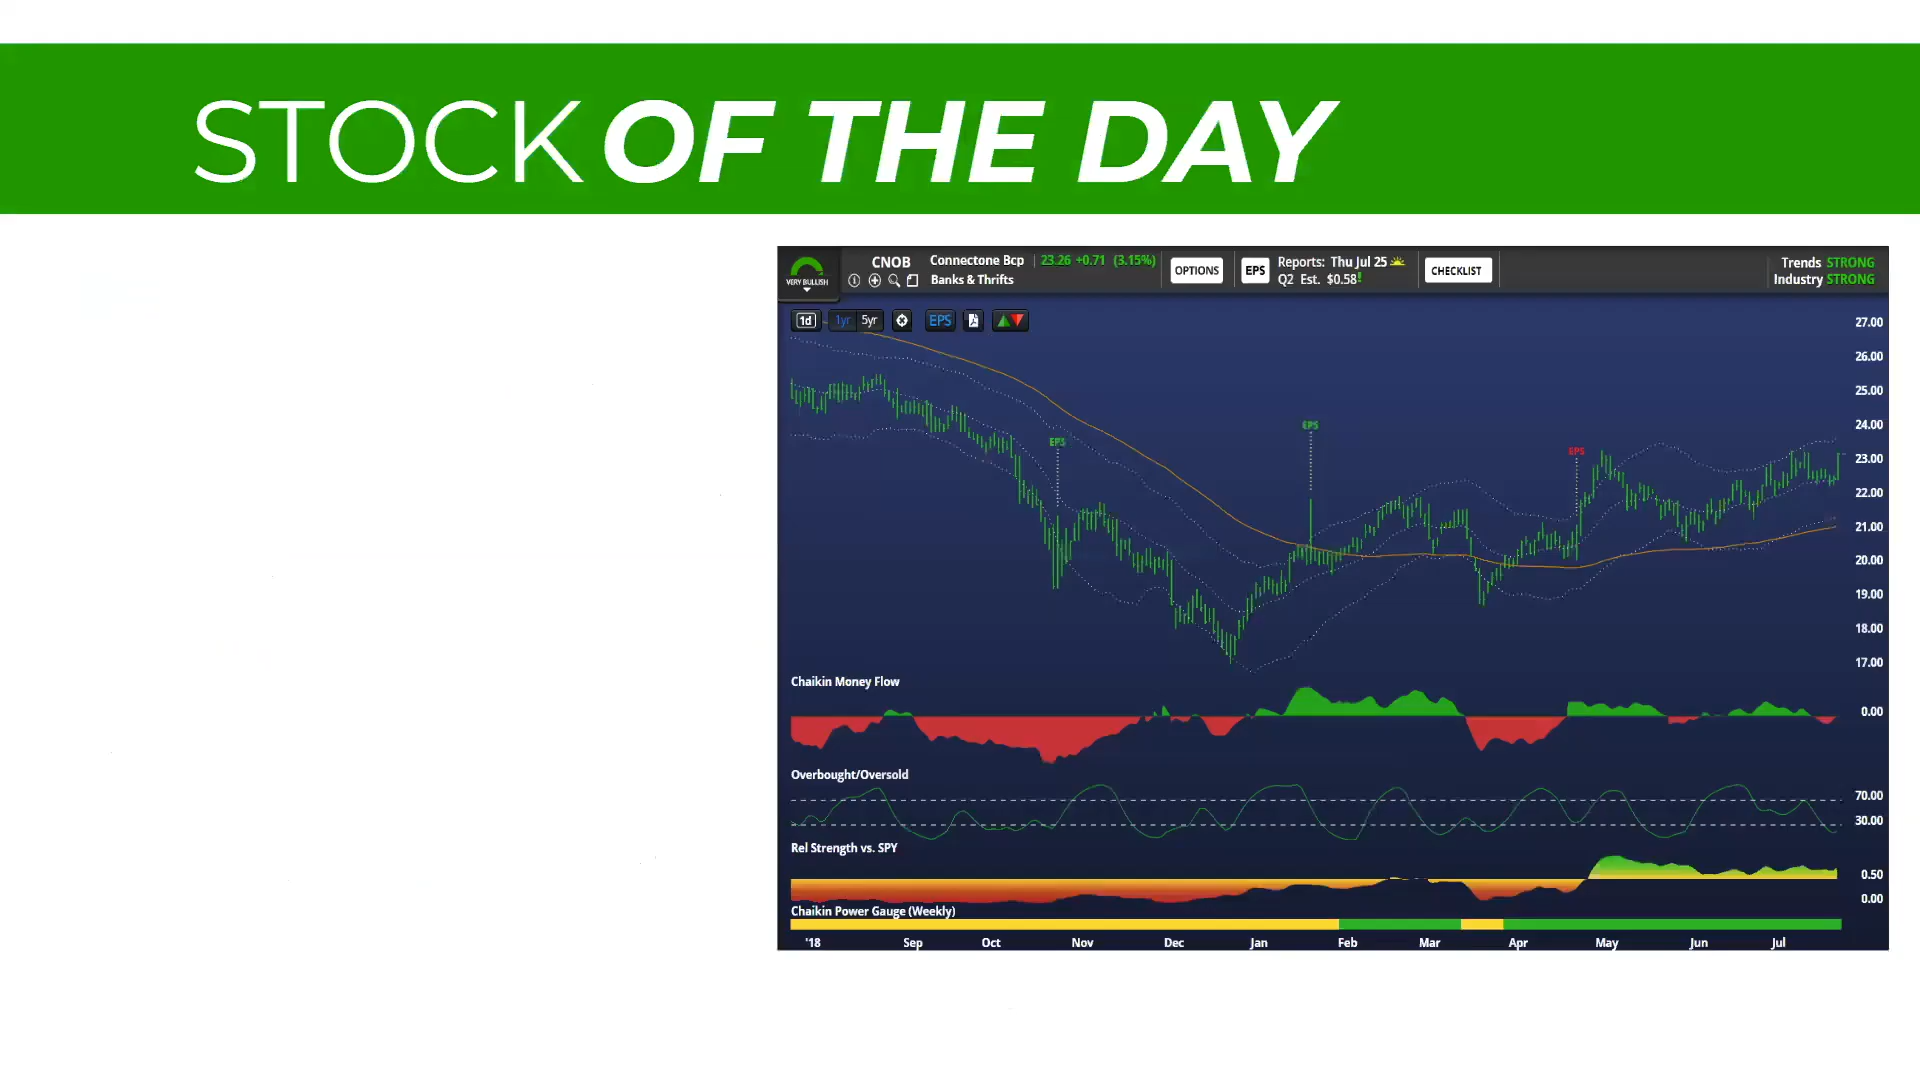 STOCK OF THE DAY
VERY BULLISH
CNOB
Connectone Bcp
23.26 +0.71 (3.15%)
Banks & Thrifts
OPTIONS
EPS
Reports: Thu Jul 25
Q2 Est. $0.58!
CHECKLIST
Trends STRONG
Industry STRONG
1d
1yr 5yr
EPS
27.00
26.00
25.00
24.00
23.00
22.00
21.00
20.00
19.00
18.00
17.00
EPS
EPS
EPS
Chaikin Money Flow
0.00
Overbought/Oversold
70.00
30.00
Rel Strength vs. SPY
0.50
0.00
Chaikin Power Gauge (Weekly)
'18 Sep Oct Nov Dec Jan Feb Mar Apr May Jun Jul